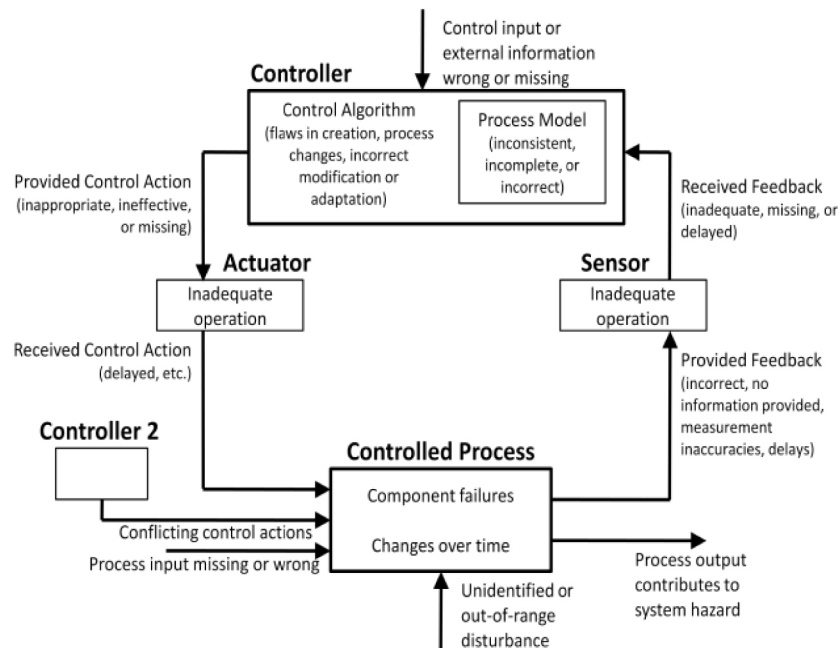 Control input or
external information
wrong or missing
Controller
Control Algorithm
(flaws in creation, process
changes, incorrect
modification or
adaptation)
Process Model
(inconsistent,
incomplete, or
incorrect)
Provided Control Action
(inappropriate, ineffective,
or missing)
Received Feedback
(inadequate, missing, or
delayed)
Actuator
Inadequate
operation
Sensor
Inadequate
operation
Received Control Action
(delayed, etc.)
Provided Feedback
(incorrect, no
information provided,
measurement
inaccuracies, delays)
Controller 2
Controlled Process
Component failures
Changes over time
Conflicting control actions
Process input missing or wrong
Process output
contributes to
system hazard
Unidentified or
out-of-range
disturbance